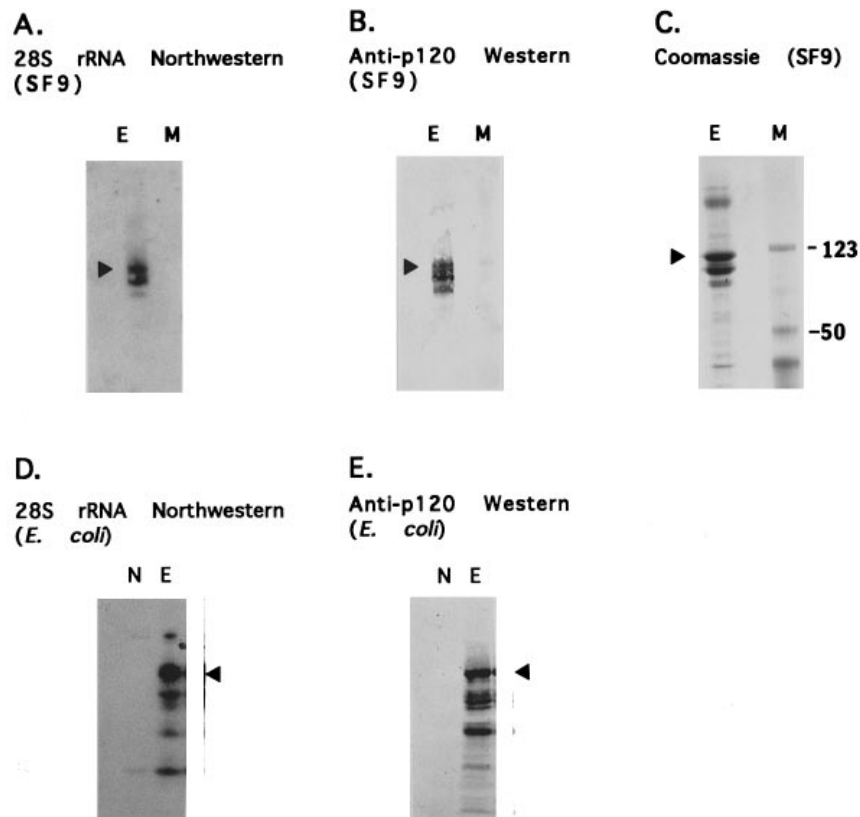 A.
28S rRNA Northwestern
(SF9)
E M
B.
Anti-p120 Western
(SF9)
E M
C.
Coomassie (SF9)
E M
-123
-50
D.
28S rRNA Northwestern
(E. coli)
N E
E.
Anti-p120 Western
(E. coli)
N E